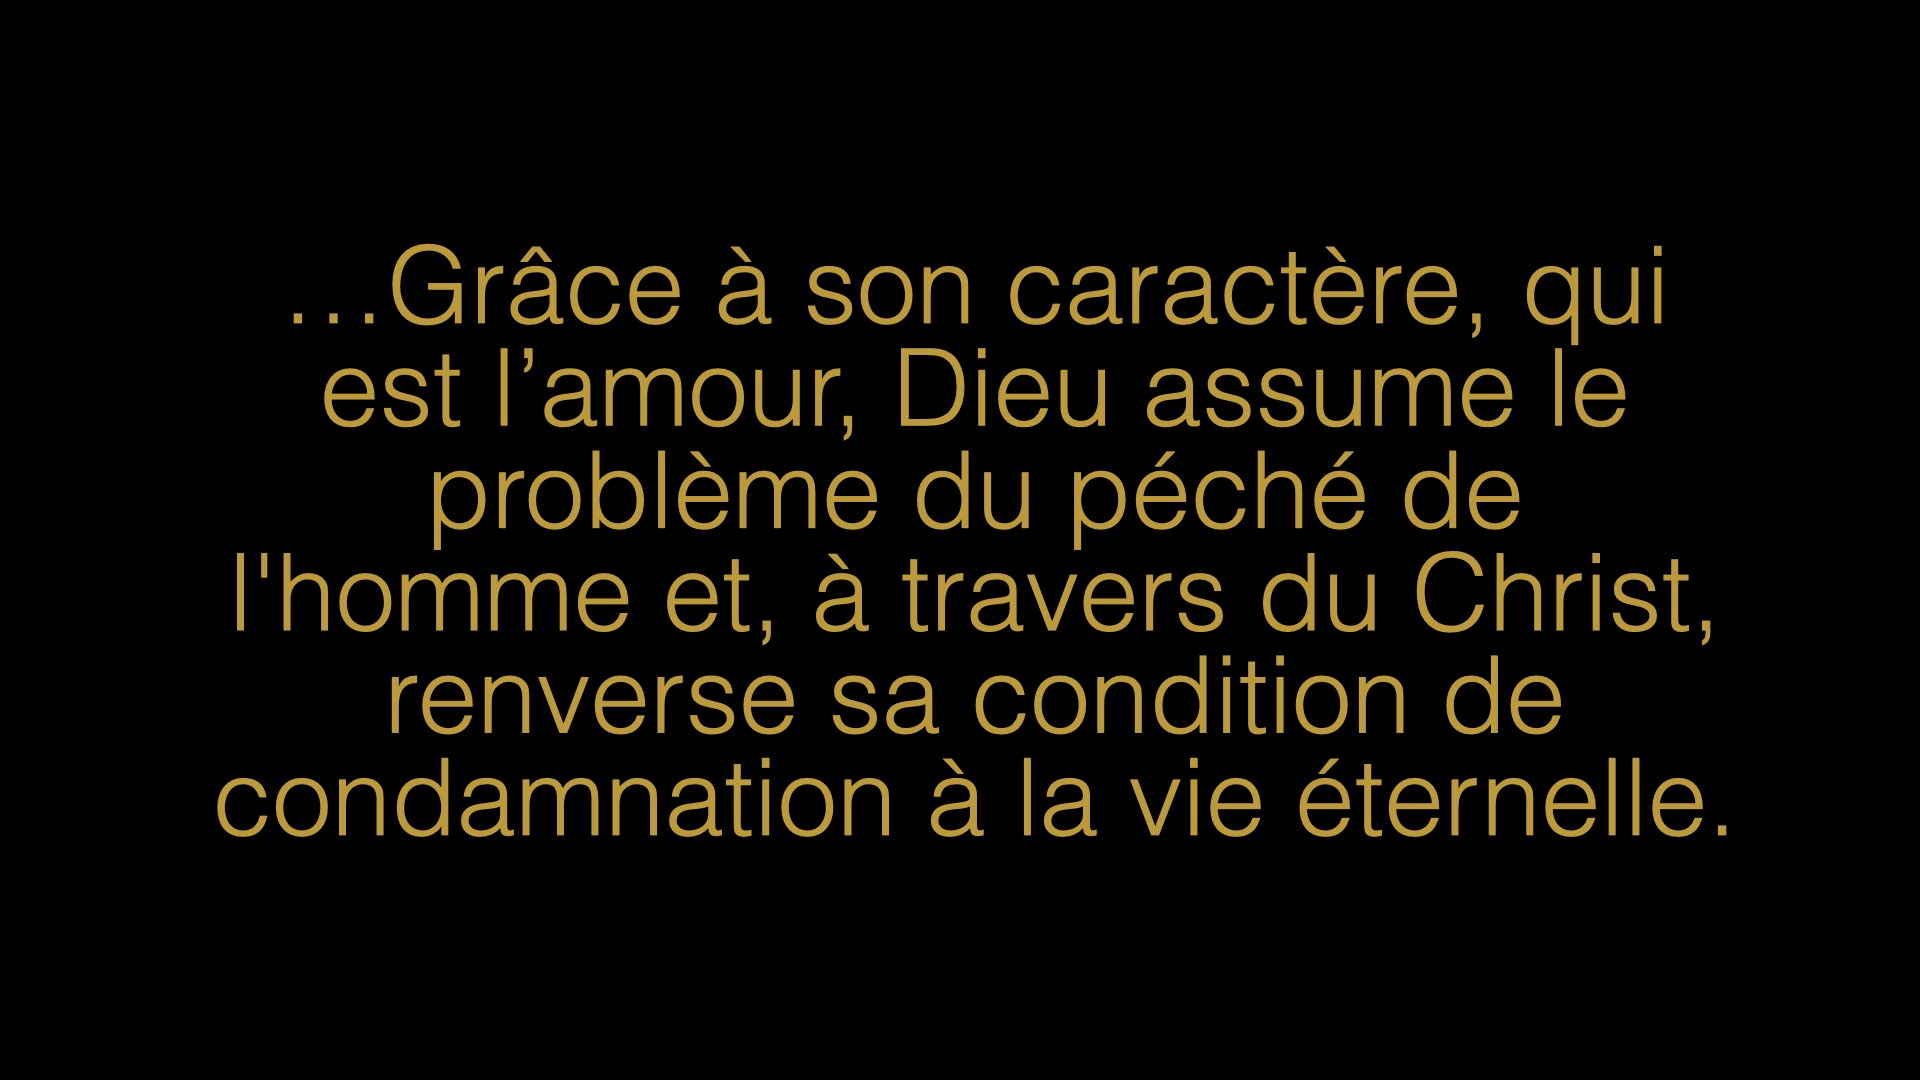 …Grâce à son caractère, qui
est l’amour, Dieu assume le
problème du péché de
l'homme et, à travers du Christ,
renverse sa condition de
condamnation à la vie éternelle.